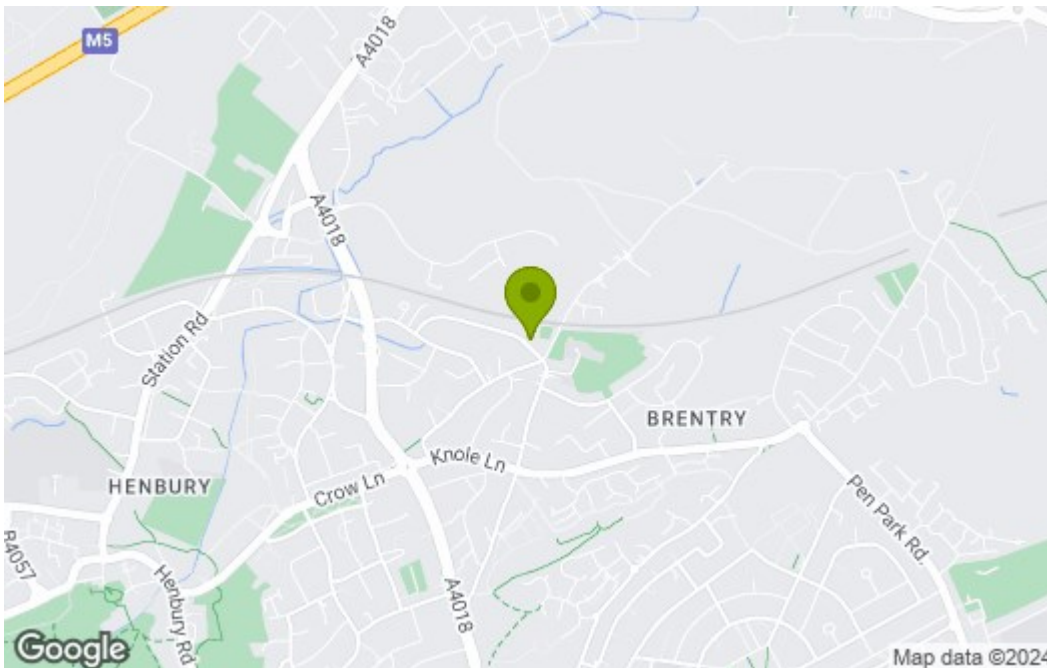 A4018
M5
A4018
Station Rd
BRENTRY
Knole Ln
HENBURY
Crow Ln
Pen Park Rd.
B4057
Henbury Rd
A4018
Google
Map data ©2024